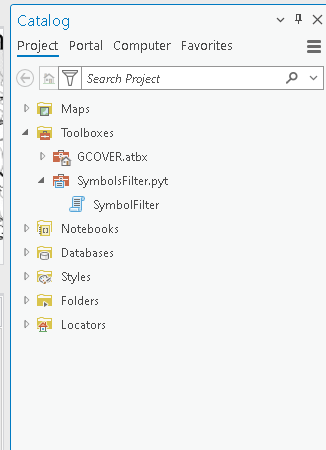 Catalog
Project Portal Computer Favorites
Search Project
Maps
Toolboxes
GCOVER.atbx
SymbolsFilter.pyt
SymbolFilter
Notebooks
Databases
Styles
Folders
Locators